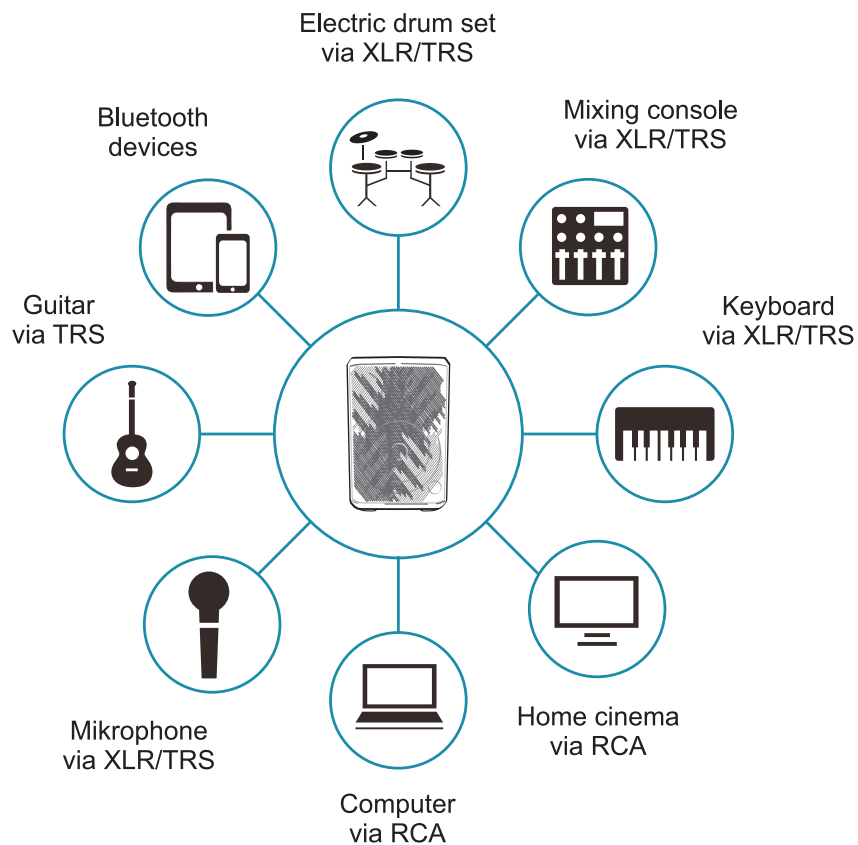 Electric drum set
via XLR/TRS
Mixing console
via XLR/TRS
Bluetooth
devices
Guitar
via TRS
Keyboard
via XLR/TRS
Mikrophone
via XLR/TRS
Home cinema
via RCA
Computer
via RCA